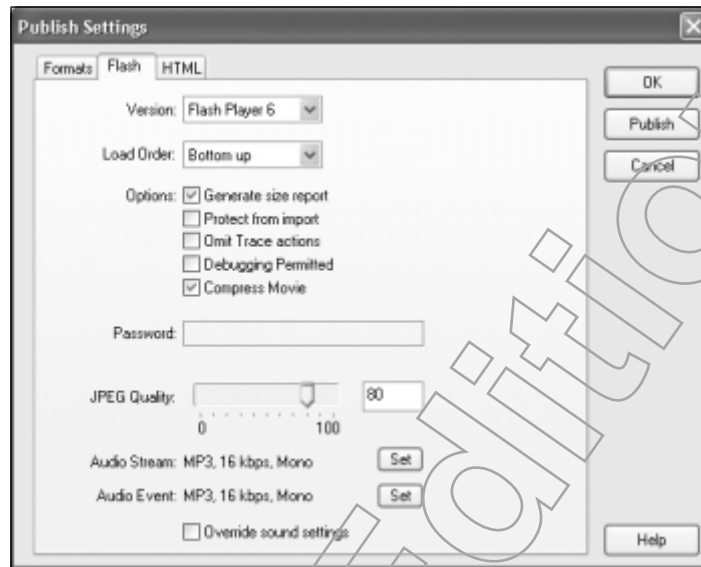 Publish Settings
Formats Flash HTML
OK
Publish
Cancel
Version: Flash Player 6
Load Order: Bottom up
Options: Generate size report
Protect from import
Omit Trace actions
Debugging Permitted
Compress Movie
Password:
JPEG Quality: 80
0 100
Audio Stream: MP3, 16 kbps, Mono Set
Audio Event: MP3, 16 kbps, Mono Set
Override sound settings
Help